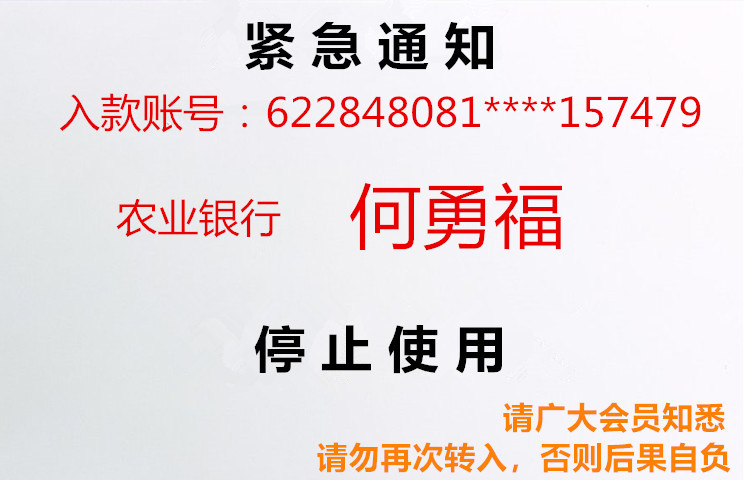 紧急通知
入款账号：622848081****157479
农业银行 何勇福
停止使用
请广大会员知悉
请勿再次转入，否则后果自负